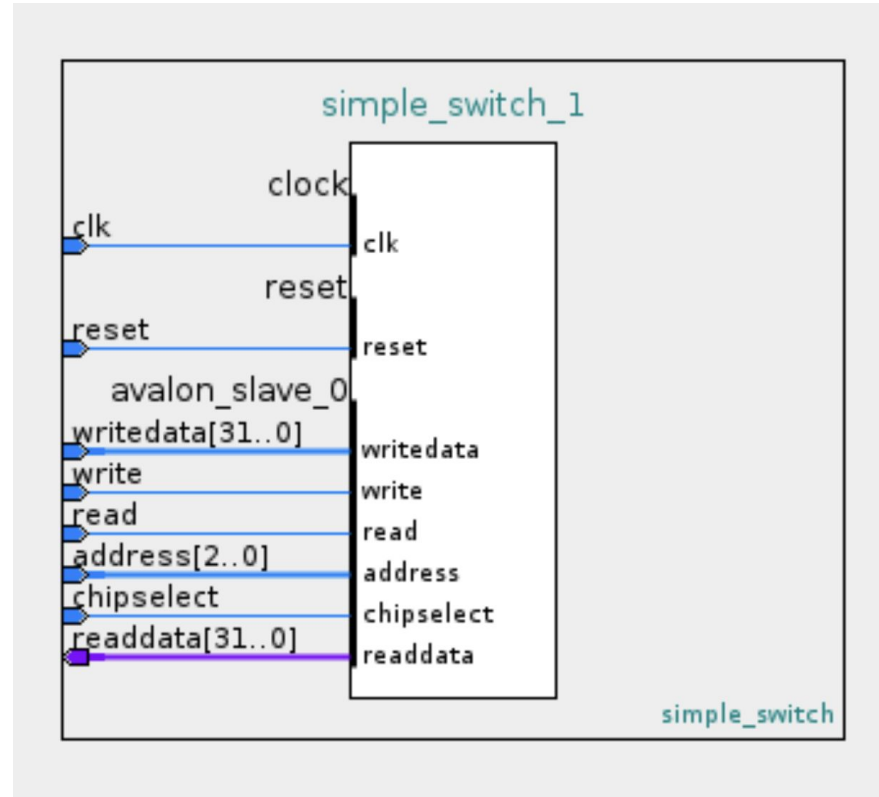 simple_switch_1
clock
clk
clk
reset
reset
reset
avalon_slave_0
writedata[31..0]
writedata
write
write
read
read
address[2..0]
address
chipselect
chipselect
readdata[31..0]
readdata
simple_switch